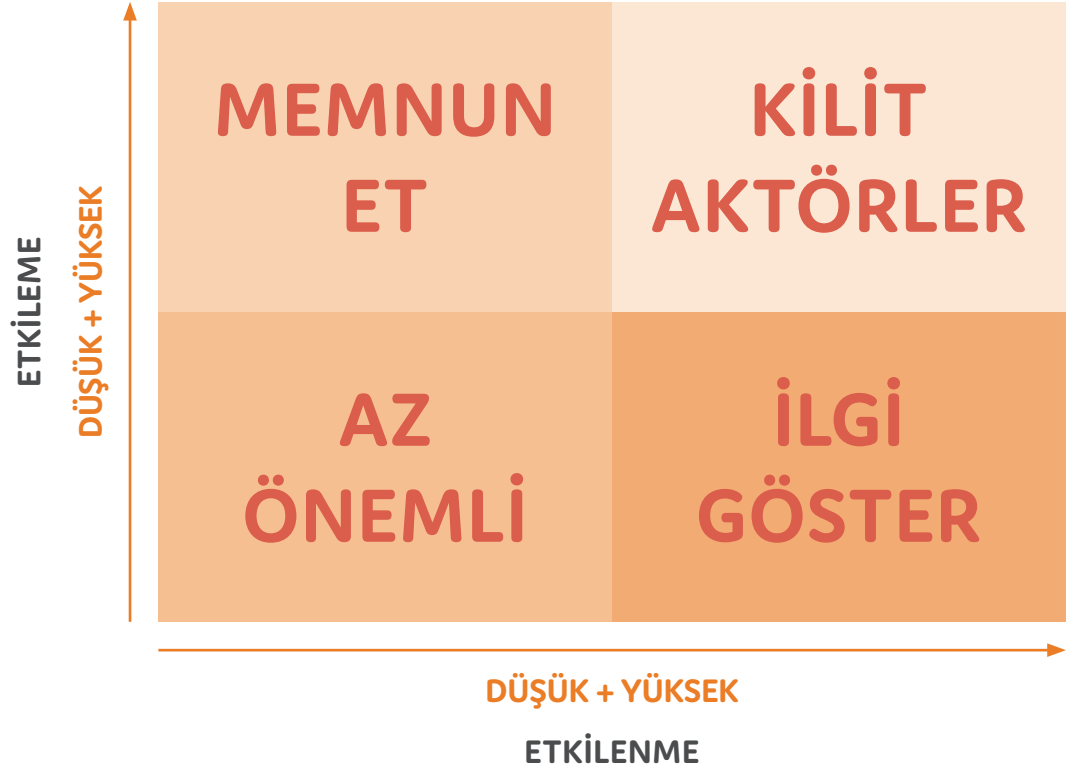 MEMNUN
ET
KİLİT
AKTÖRLER
ETKİLEME
DÜŞÜK + YÜKSEK
AZ
ÖNEMLİ
İLGİ
GÖSTER
DÜŞÜK + YÜKSEK
ETKİLENME